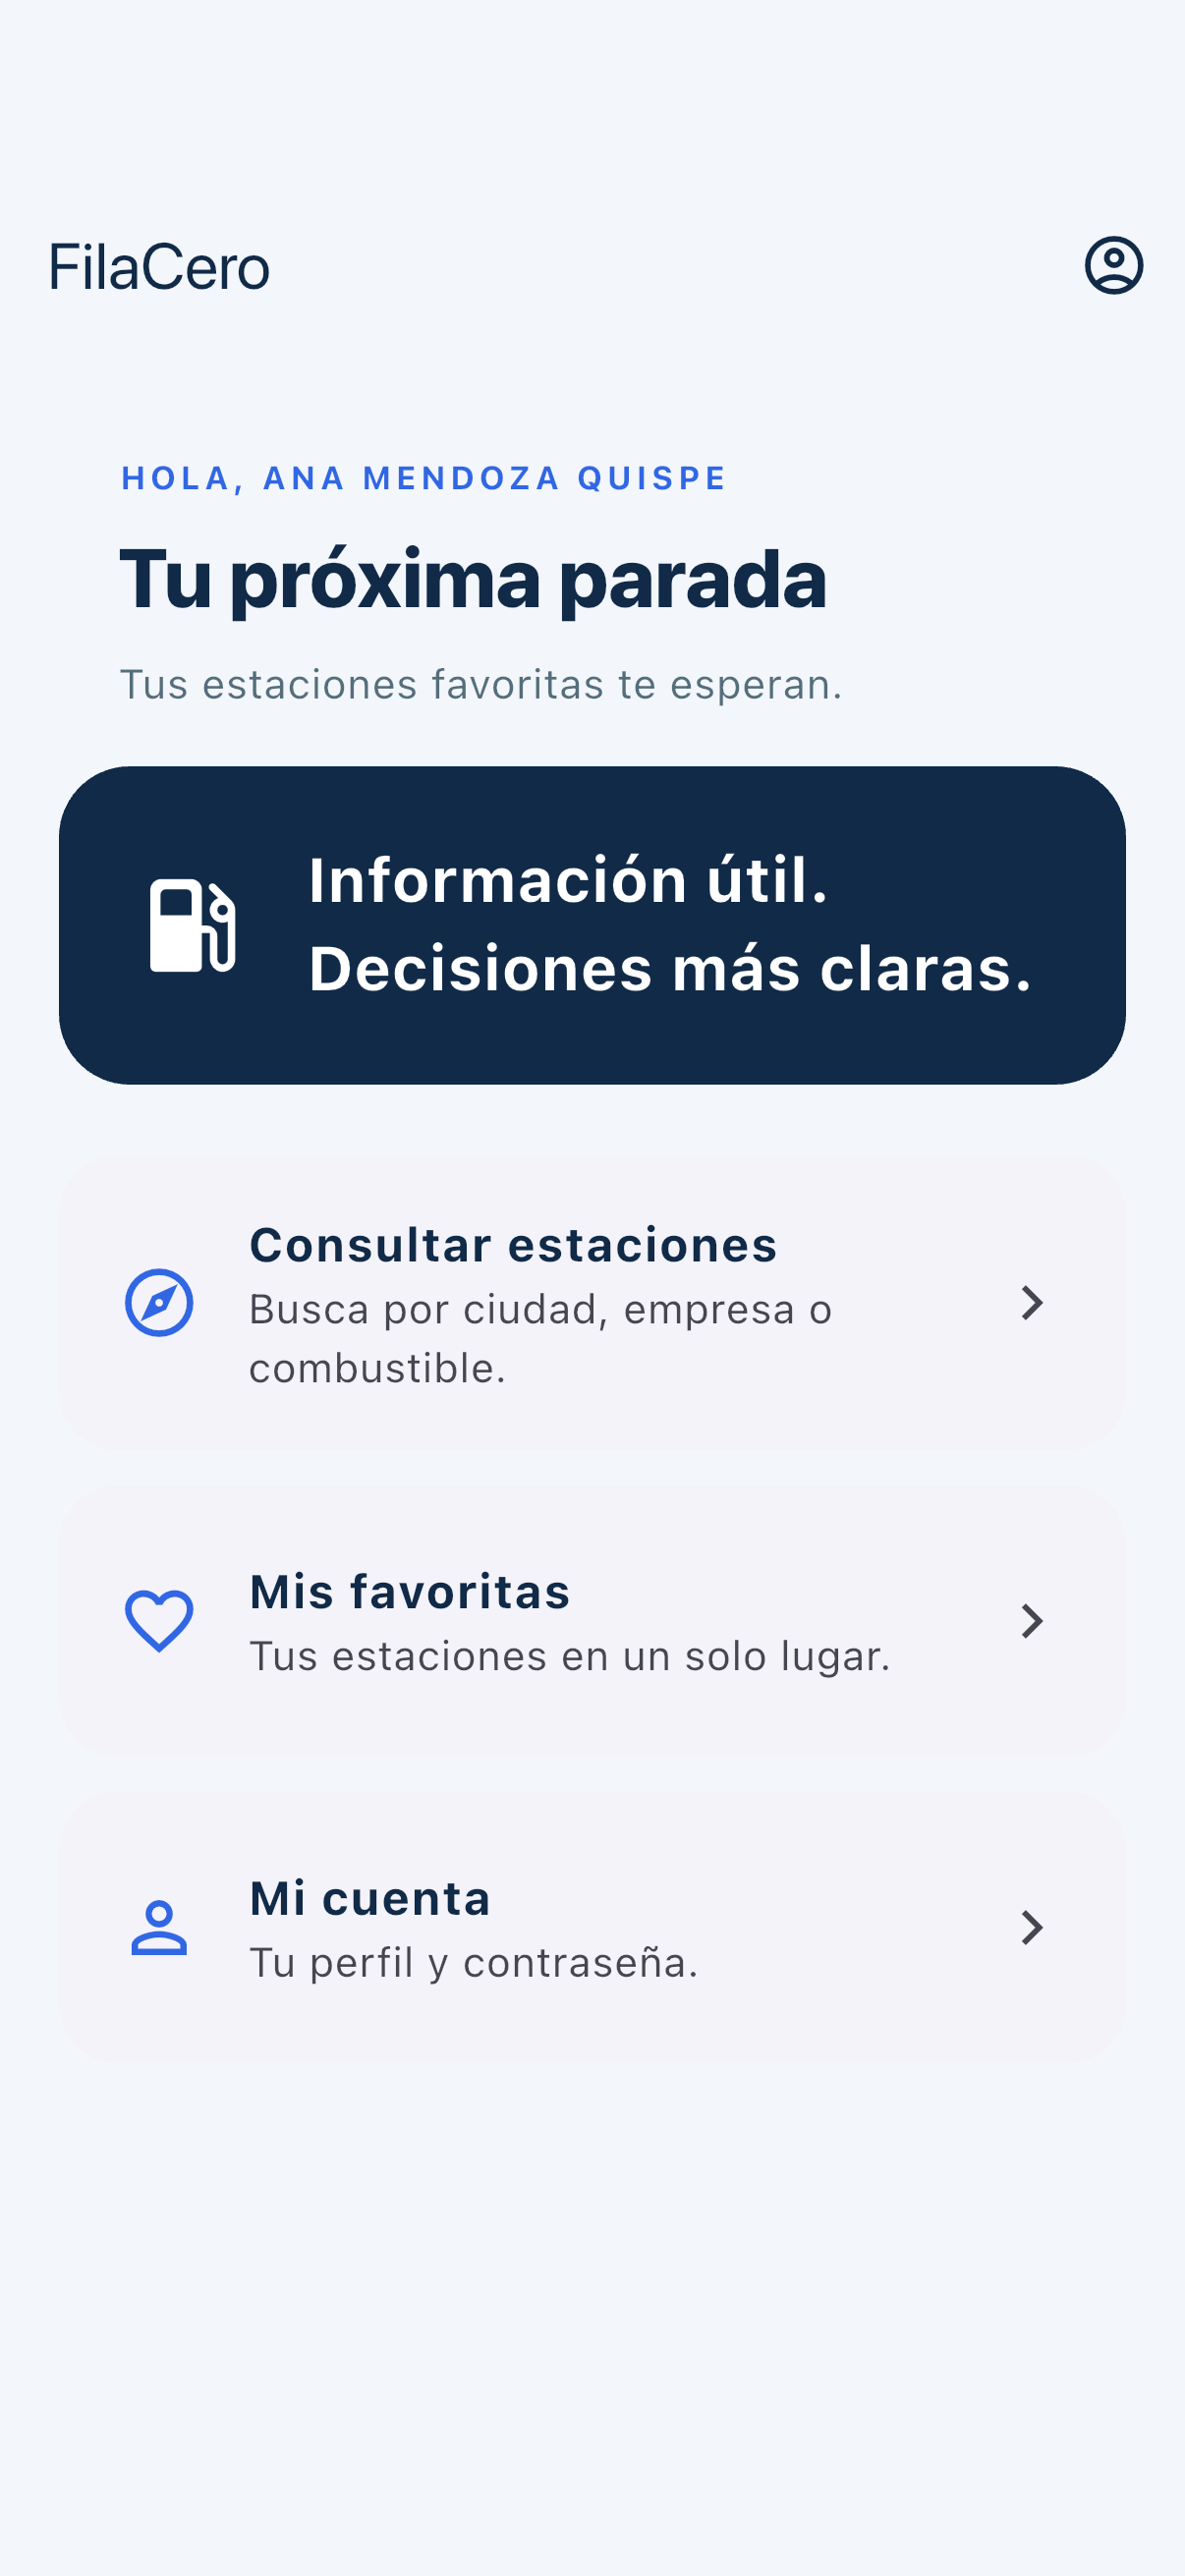 FilaCero
HOLA, ANA MENDOZA QUISPE
Tu próxima parada
Tus estaciones favoritas te esperan.
Información útil.
Decisiones más claras.
Consultar estaciones
Busca por ciudad, empresa o
combustible.
Mis favoritas
Tus estaciones en un solo lugar.
Mi cuenta
Tu perfil y contraseña.